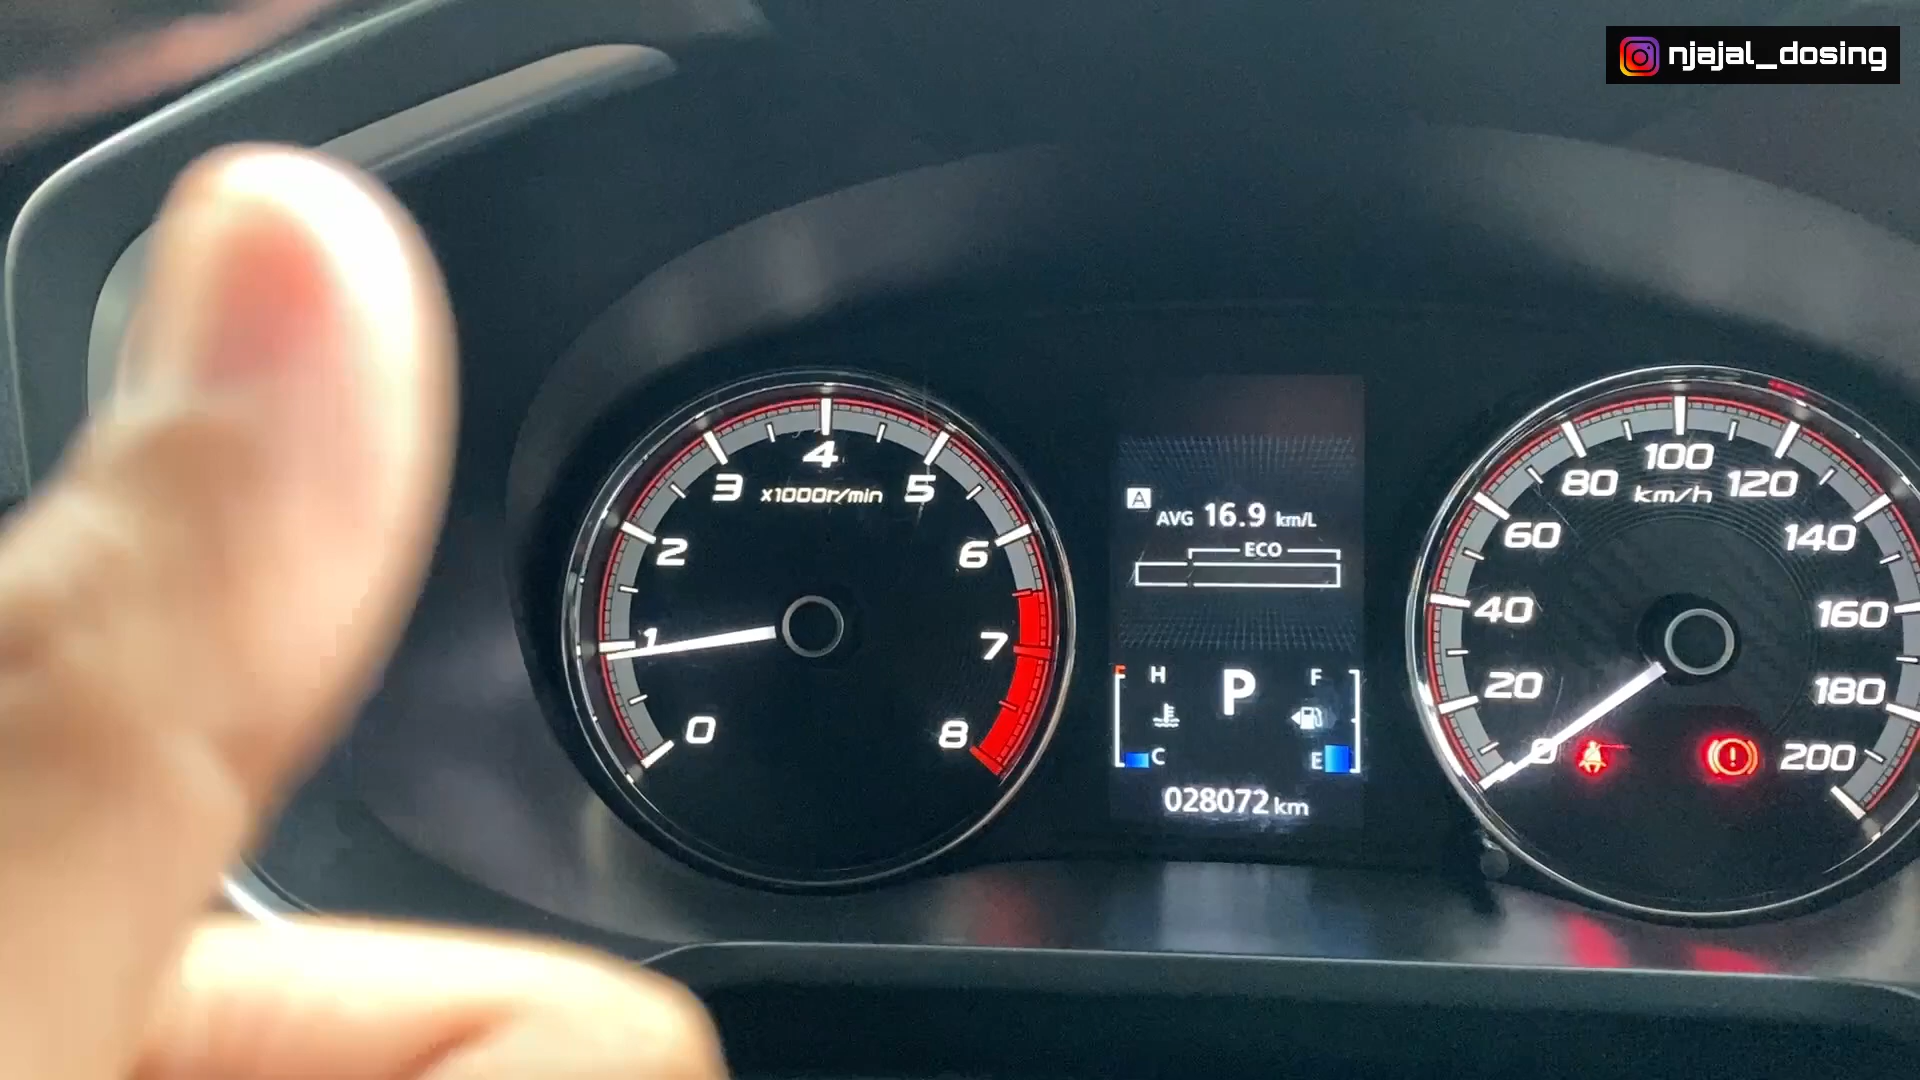 njajal_dosing
4
3 x1000r/min 5
2
6
1
7
0
8
A
AVG 16.9 km/L
ECO
H
P
F
C
E
028072 km
100
80 km/h 120
60
140
40
160
20
180
0
200